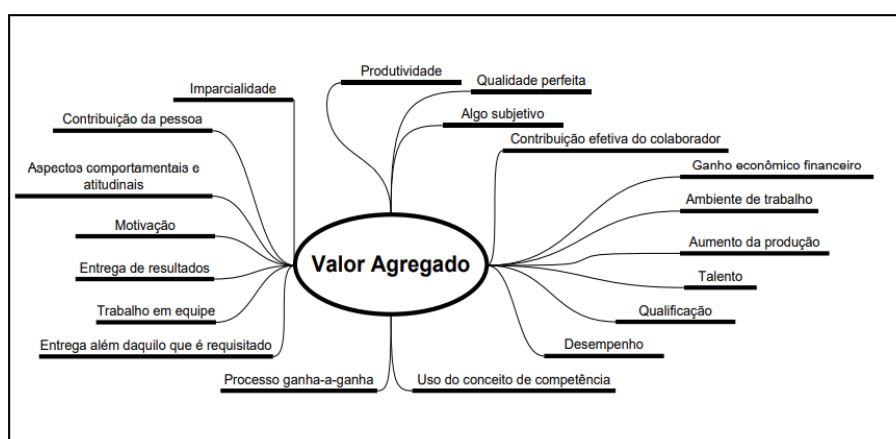 Produtividade
Qualidade perfeita
Imparcialidade
Algo subjetivo
Contribuição da pessoa
Contribuição efetiva do colaborador
Aspectos comportamentais e
atitudinais
Ganho econômico financeiro
Ambiente de trabalho
Motivação
Aumento da produção
Valor Agregado
Entrega de resultados
Talento
Trabalho em equipe
Qualificação
Entrega além daquilo que é requisitado
Desempenho
Processo ganha-a-ganha
Uso do conceito de competência